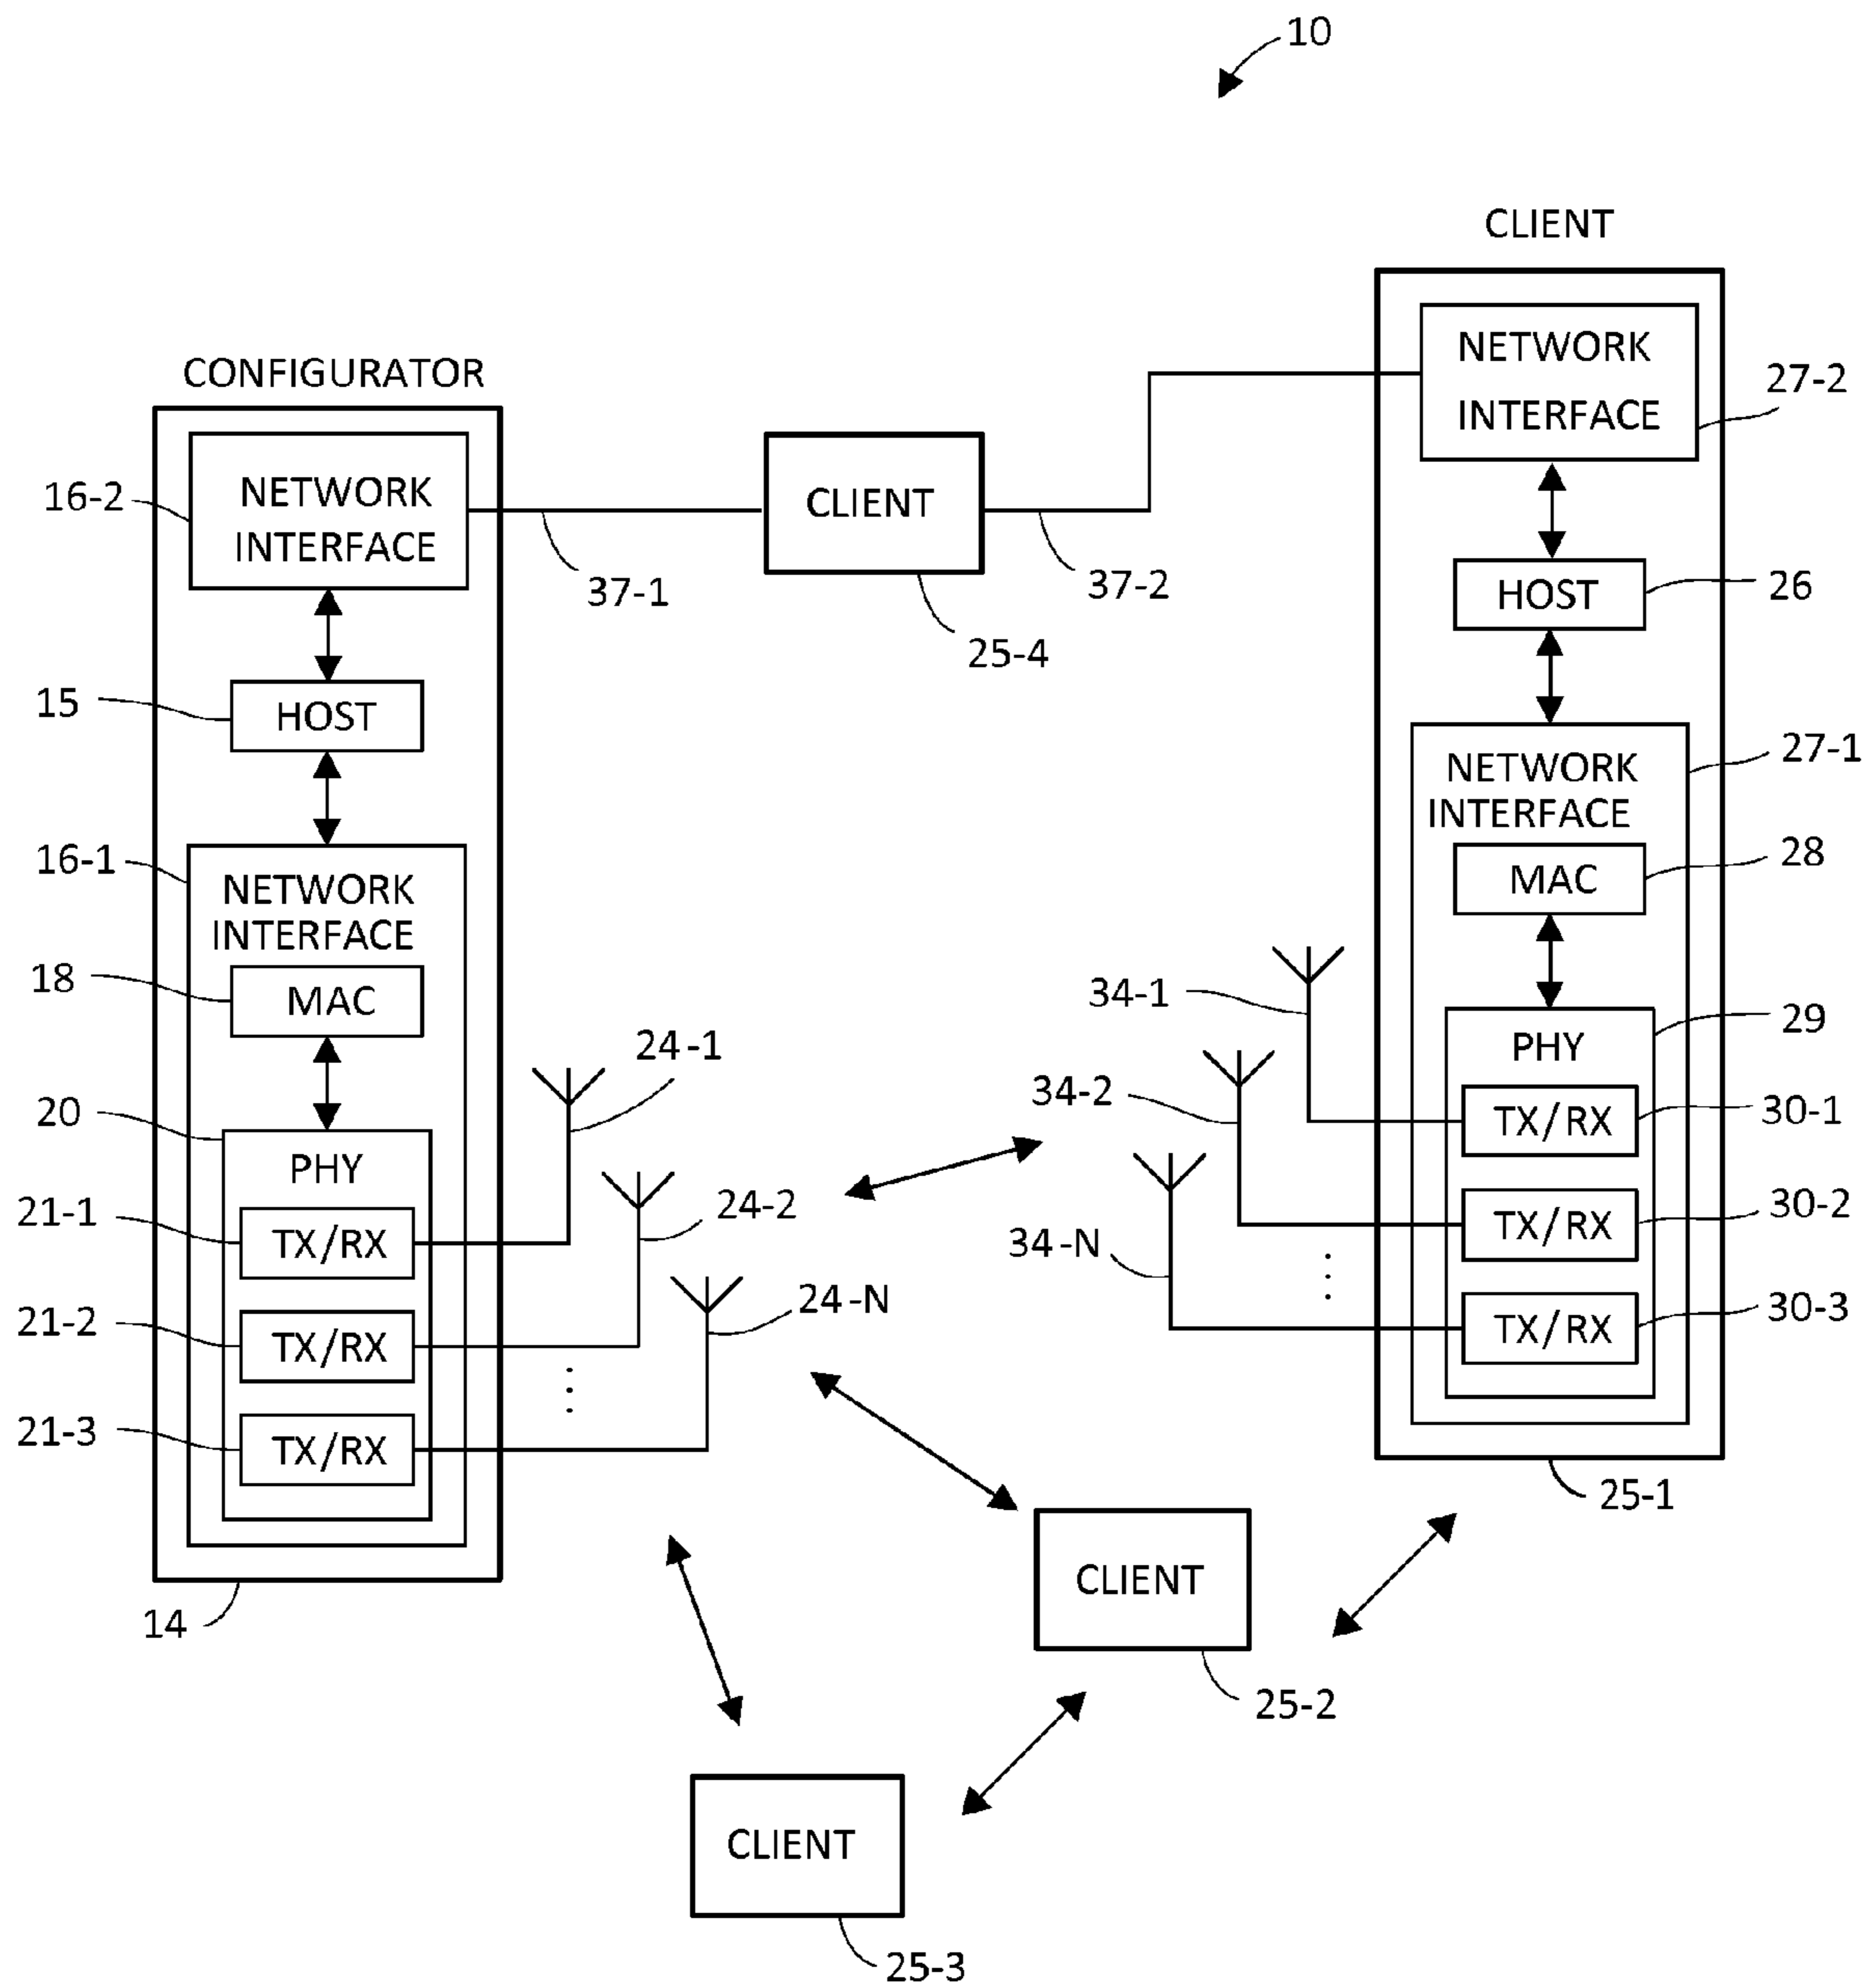 10
CLIENT
NETWORK
INTERFACE
27-2
CONFIGURATOR
16-2
NETWORK
INTERFACE
37-1
CLIENT
37-2
25-4
HOST
26
15
HOST
NETWORK
INTERFACE
27-1
16-1
NETWORK
INTERFACE
MAC
28
18
MAC
34-1
29
PHY
24-1
34-2
20
PHY
TX/RX
30-1
21-1
TX/RX
24-2
34-N
TX/RX
30-2
21-2
TX/RX
24-N
TX/RX
30-3
21-3
TX/RX
25-1
14
CLIENT
25-2
CLIENT
25-3